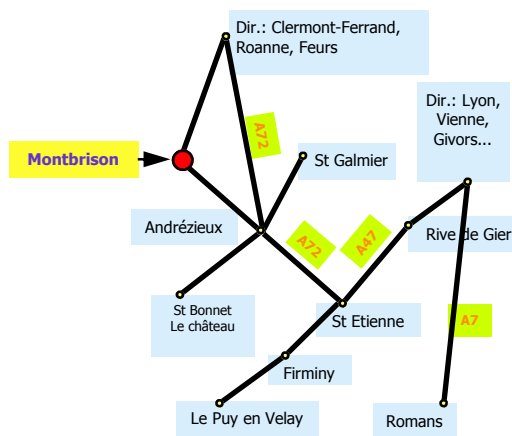 Dir.: Clermont-Ferrand,
Roanne, Feurs
Dir.: Lyon,
Vienne,
Givors...
A72
Montbrison
St Galmier
Andrézieux
A72
A47
Rive de Gier
St Bonnet
Le château
St Etienne
A7
Firminy
Le Puy en Velay
Romans